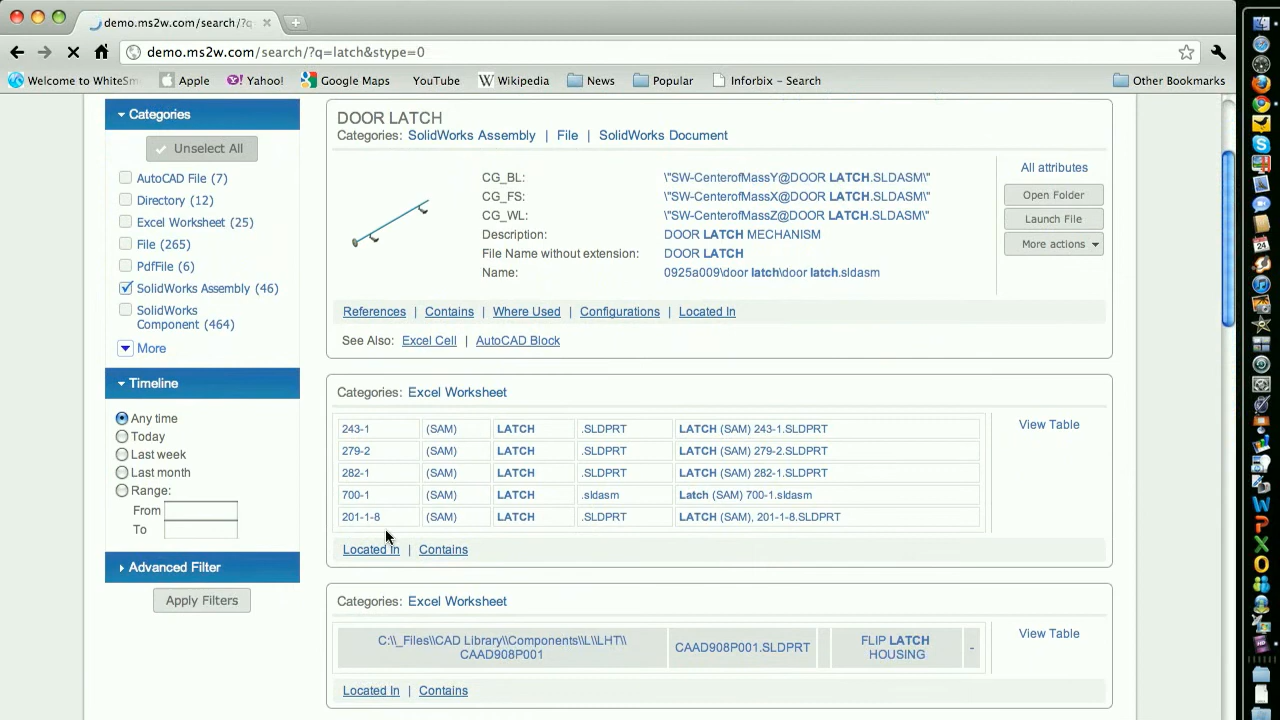 demo.ms2w.com/search/?q=
demo.ms2w.com/search/?q=latch&stype=0
Welcome to WhiteSm
Apple
Yahoo!
Google Maps
YouTube
Wikipedia
News
Popular
Inforbix – Search
Other Bookmarks
Categories
Unselect All
AutoCAD File (7)
Directory (12)
Excel Worksheet (25)
File (265)
PdfFile (6)
SolidWorks Assembly (46)
SolidWorks
Component (464)
More
Timeline
Any time
Today
Last week
Last month
Range:
From
To
Advanced Filter
Apply Filters
DOOR LATCH
Categories: SolidWorks Assembly | File | SolidWorks Document
CG_BL: \"SW-CenterofMassY@DOOR LATCH.SLDASM\"
CG_FS: \"SW-CenterofMassX@DOOR LATCH.SLDASM\"
CG_WL: \"SW-CenterofMassZ@DOOR LATCH.SLDASM\"
Description: DOOR LATCH MECHANISM
File Name without extension: DOOR LATCH
Name: 0925a009\door latch\door latch.sldasm
All attributes
Open Folder
Launch File
More actions
References | Contains | Where Used | Configurations | Located In
See Also: Excel Cell | AutoCAD Block
Categories: Excel Worksheet
243-1 (SAM) LATCH .SLDPRT LATCH (SAM) 243-1.SLDPRT
279-2 (SAM) LATCH .SLDPRT LATCH (SAM) 279-2.SLDPRT
282-1 (SAM) LATCH .SLDPRT LATCH (SAM) 282-1.SLDPRT
700-1 (SAM) LATCH .sldasm Latch (SAM) 700-1.sldasm
201-1-8 (SAM) LATCH .SLDPRT LATCH (SAM), 201-1-8.SLDPRT
View Table
Located In | Contains
Categories: Excel Worksheet
C:\\_Files\\CAD Library\\Components\\L\\LHT\\
CAAD908P001
CAAD908P001.SLDPRT
FLIP LATCH
HOUSING
-
View Table
Located In | Contains